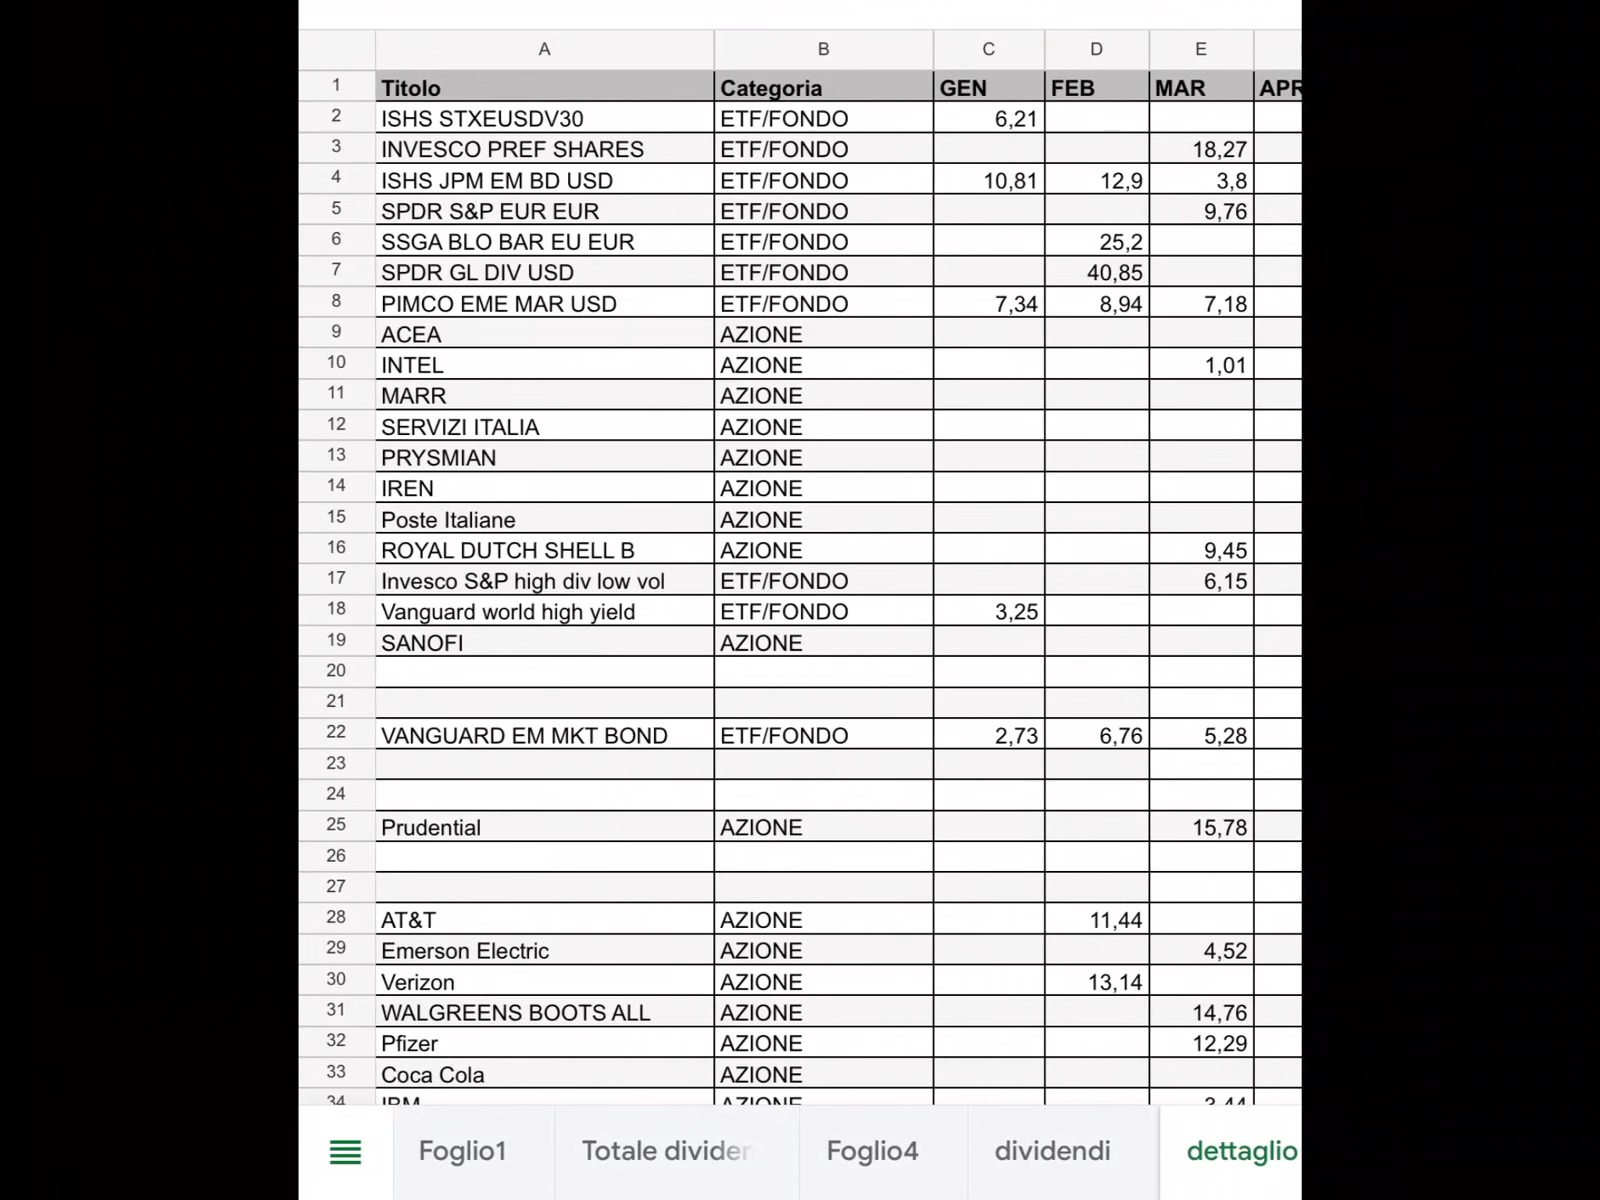 A B C D E
1 Titolo Categoria GEN FEB MAR APR
2 ISHS STXEUSDV30 ETF/FONDO 6,21
3 INVESCO PREF SHARES ETF/FONDO 18,27
4 ISHS JPM EM BD USD ETF/FONDO 10,81 12,9 3,8
5 SPDR S&P EUR EUR ETF/FONDO 9,76
6 SSGA BLO BAR EU EUR ETF/FONDO 25,2
7 SPDR GL DIV USD ETF/FONDO 40,85
8 PIMCO EME MAR USD ETF/FONDO 7,34 8,94 7,18
9 ACEA AZIONE
10 INTEL AZIONE 1,01
11 MARR AZIONE
12 SERVIZI ITALIA AZIONE
13 PRYSMIAN AZIONE
14 IREN AZIONE
15 Poste Italiane AZIONE
16 ROYAL DUTCH SHELL B AZIONE 9,45
17 Invesco S&P high div low vol ETF/FONDO 6,15
18 Vanguard world high yield ETF/FONDO 3,25
19 SANOFI AZIONE
20
21
22 VANGUARD EM MKT BOND ETF/FONDO 2,73 6,76 5,28
23
24
25 Prudential AZIONE 15,78
26
27
28 AT&T AZIONE 11,44
29 Emerson Electric AZIONE 4,52
30 Verizon AZIONE 13,14
31 WALGREENS BOOTS ALL AZIONE 14,76
32 Pfizer AZIONE 12,29
33 Coca Cola AZIONE
34 IBM AZIONE 3,44
Foglio1 Totale dividen Foglio4 dividendi dettaglio